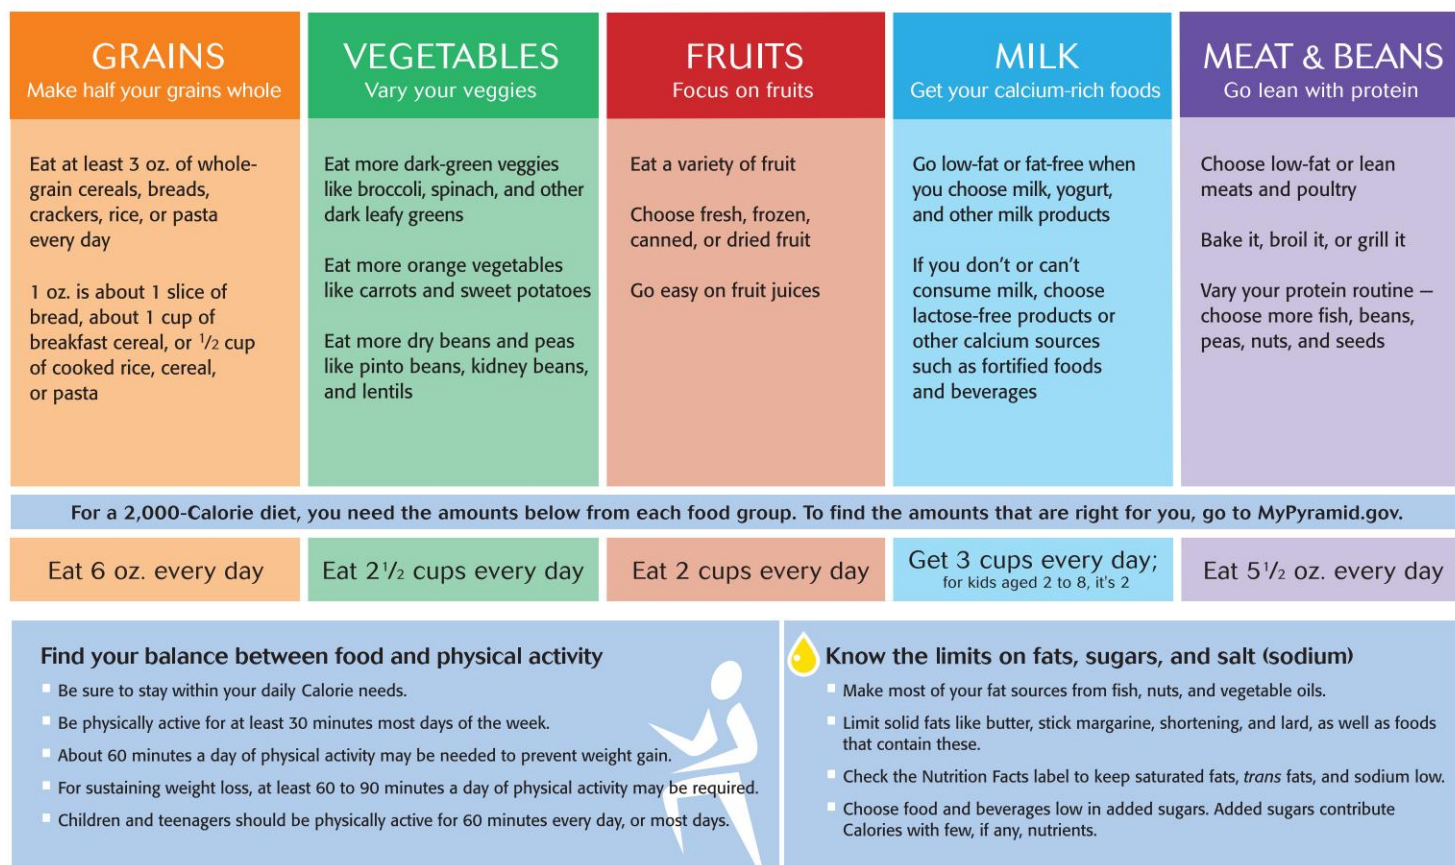 GRAINS
Make half your grains whole
Eat at least 3 oz. of whole-
grain cereals, breads,
crackers, rice, or pasta
every day
1 oz. is about 1 slice of
bread, about 1 cup of
breakfast cereal, or 1/2 cup
of cooked rice, cereal,
or pasta
VEGETABLES
Vary your veggies
Eat more dark-green veggies
like broccoli, spinach, and other
dark leafy greens
Eat more orange vegetables
like carrots and sweet potatoes
Eat more dry beans and peas
like pinto beans, kidney beans,
and lentils
FRUITS
Focus on fruits
Eat a variety of fruit
Choose fresh, frozen,
canned, or dried fruit
Go easy on fruit juices
MILK
Get your calcium-rich foods
Go low-fat or fat-free when
you choose milk, yogurt,
and other milk products
If you don't or can't
consume milk, choose
lactose-free products or
other calcium sources
such as fortified foods
and beverages
MEAT & BEANS
Go lean with protein
Choose low-fat or lean
meats and poultry
Bake it, broil it, or grill it
Vary your protein routine —
choose more fish, beans,
peas, nuts, and seeds
For a 2,000-Calorie diet, you need the amounts below from each food group. To find the amounts that are right for you, go to MyPyramid.gov.
Eat 6 oz. every day
Eat 2 1/2 cups every day
Eat 2 cups every day
Get 3 cups every day;
for kids aged 2 to 8, it's 2
Eat 5 1/2 oz. every day
Find your balance between food and physical activity
Be sure to stay within your daily Calorie needs.
Be physically active for at least 30 minutes most days of the week.
About 60 minutes a day of physical activity may be needed to prevent weight gain.
For sustaining weight loss, at least 60 to 90 minutes a day of physical activity may be required.
Children and teenagers should be physically active for 60 minutes every day, or most days.
Know the limits on fats, sugars, and salt (sodium)
Make most of your fat sources from fish, nuts, and vegetable oils.
Limit solid fats like butter, stick margarine, shortening, and lard, as well as foods
that contain these.
Check the Nutrition Facts label to keep saturated fats, trans fats, and sodium low.
Choose food and beverages low in added sugars. Added sugars contribute
Calories with few, if any, nutrients.